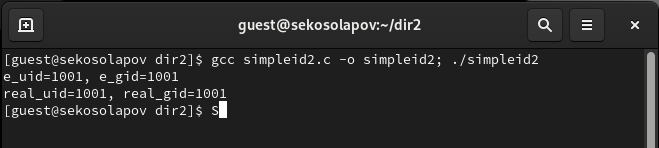 guest@sekosolapov:~/dir2
[guest@sekosolapov dir2]$ gcc simpleid2.c -o simpleid2; ./simpleid2
e_uid=1001, e_gid=1001
real_uid=1001, real_gid=1001
[guest@sekosolapov dir2]$ S